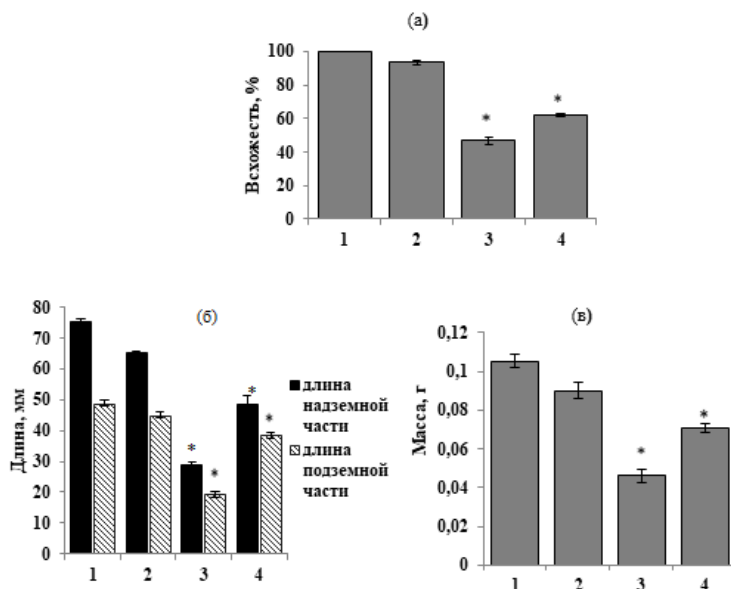 (а)
Всхожесть, %
100
80
60
40
20
0
*
*
1 2 3 4
(б)
Длина, мм
80
70
60
50
40
30
20
10
0
*
*
*
*
1 2 3 4
длина
надземной
части
длина
подземной
части
(в)
Масса, г
0,12
0,1
0,08
0,06
0,04
0,02
0
*
*
1 2 3 4